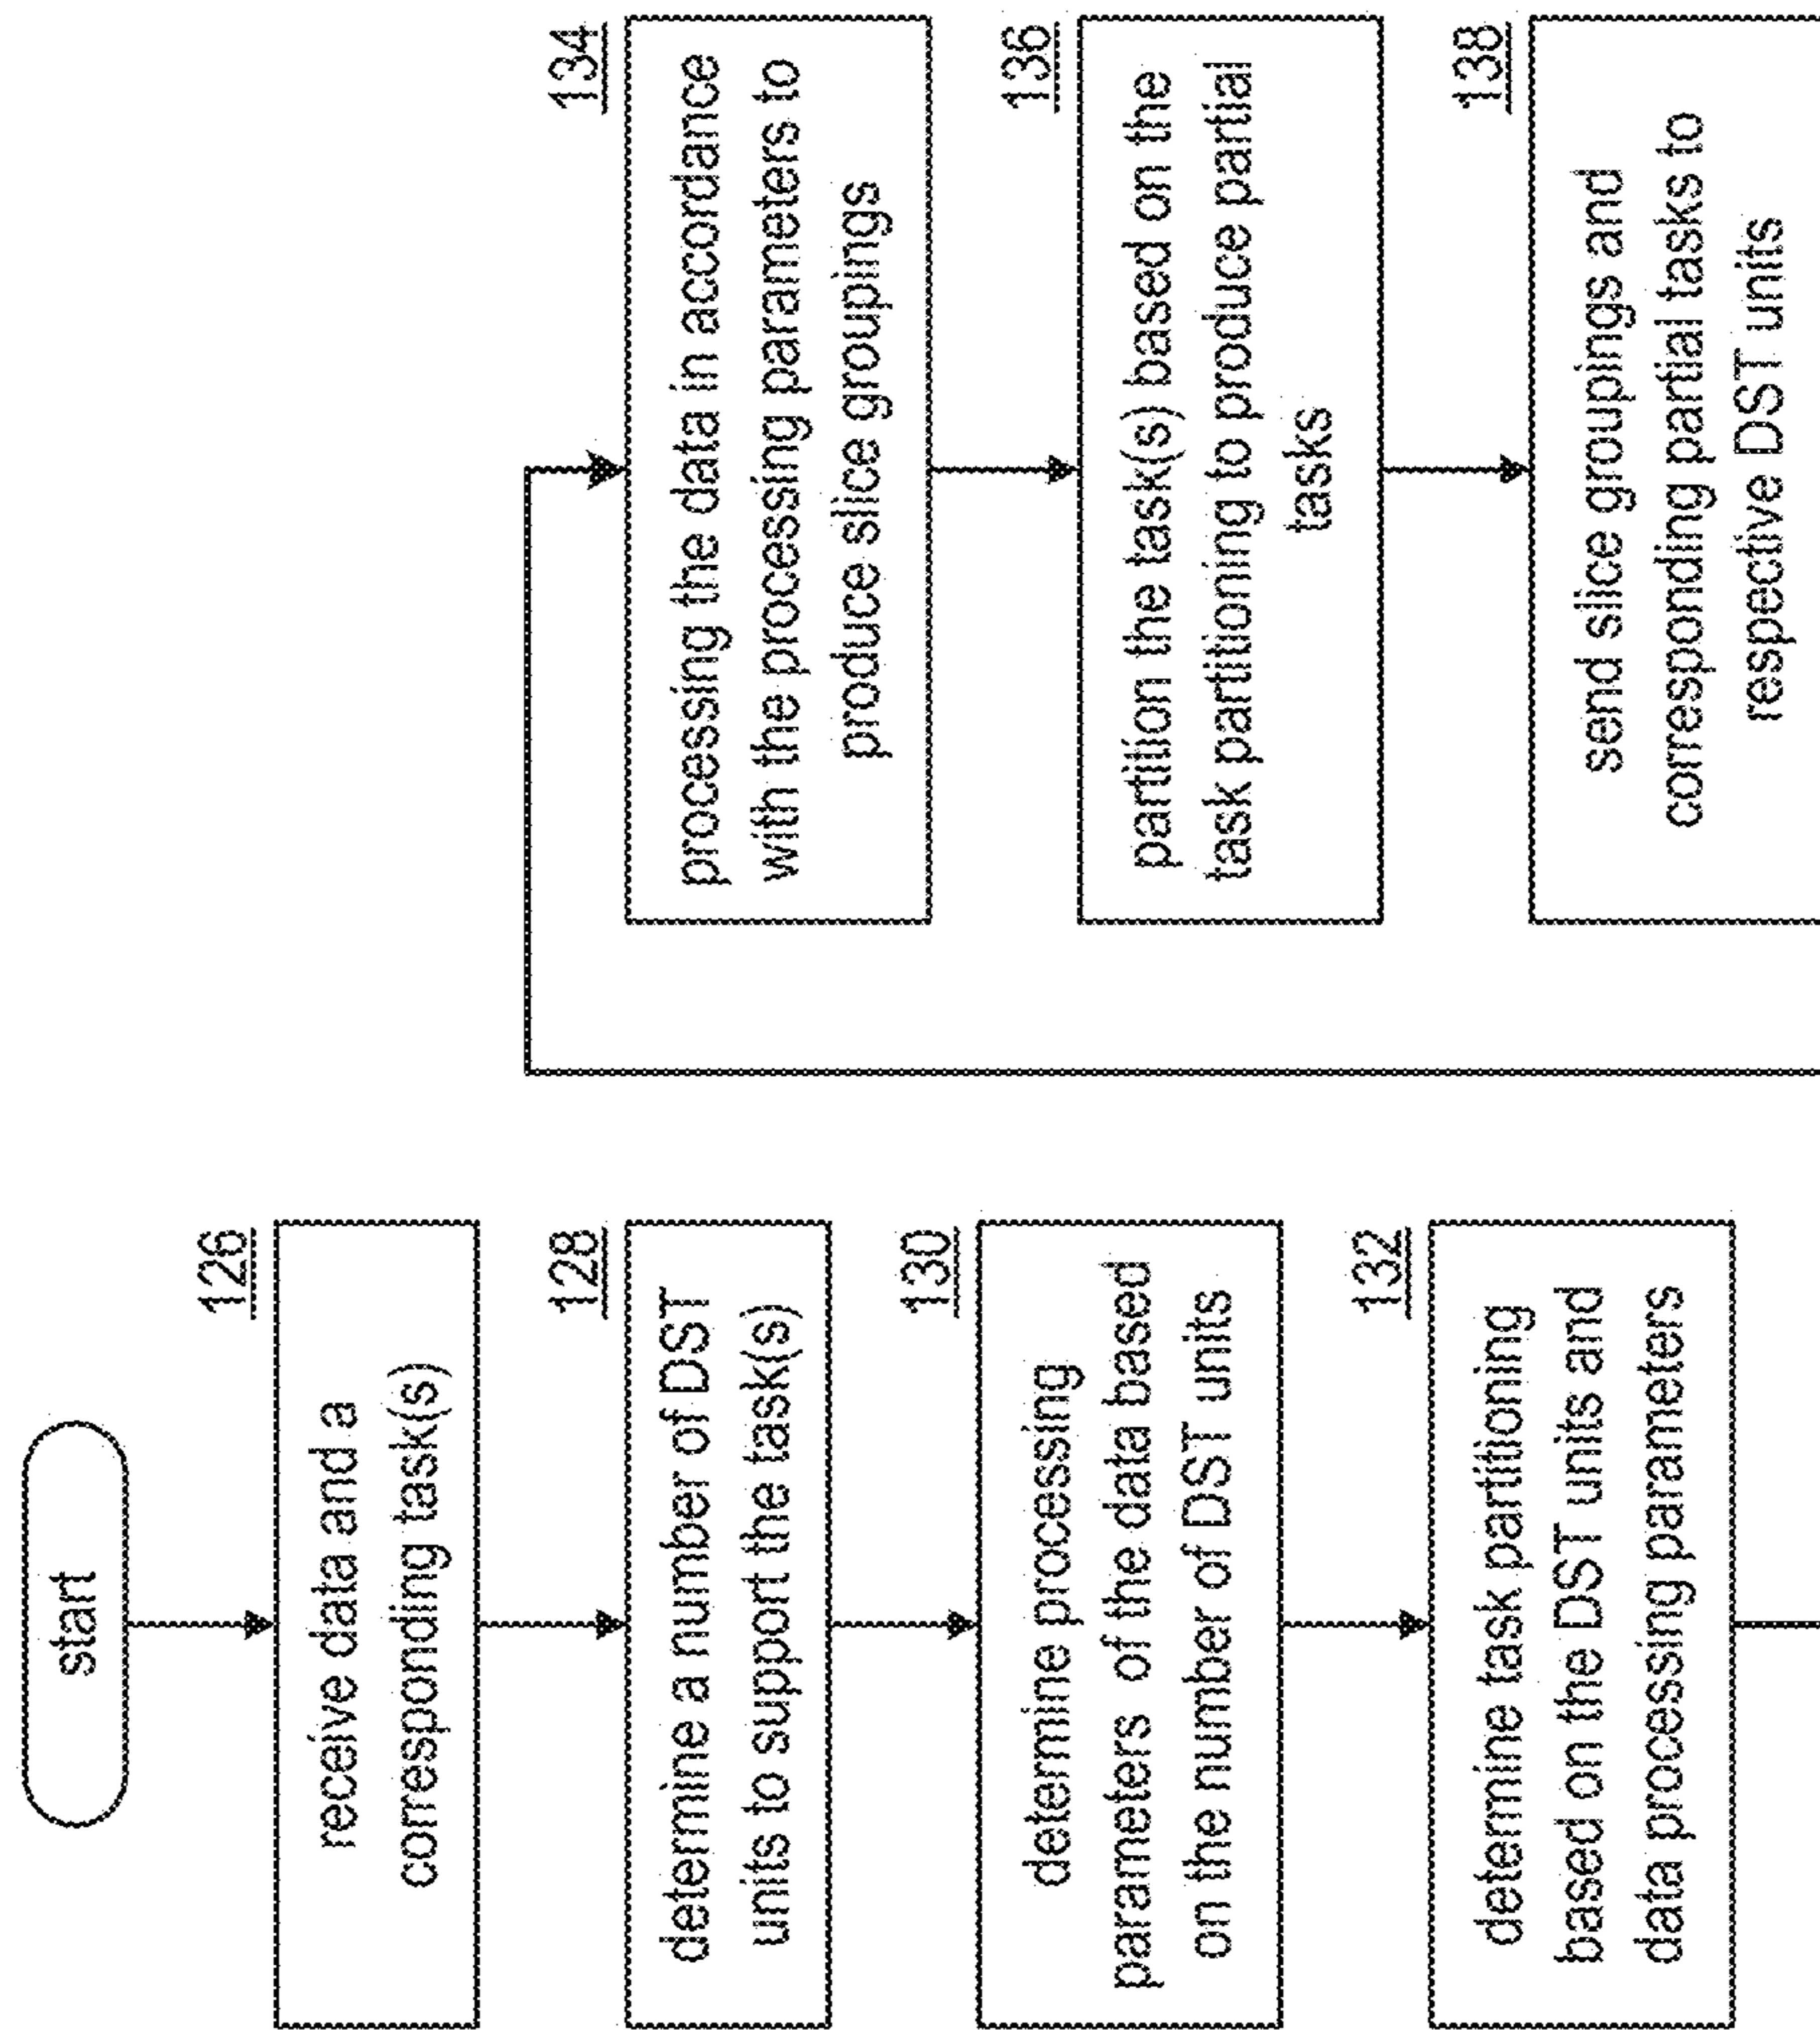 start
126
receive data and a
corresponding task(s)
128
determine a number of DST
units to support the task(s)
130
determine processing
parameters of the data based
on the number of DST units
132
determine task partitioning
based on the DST units and
data processing parameters
134
processing the data in accordance
with the processing parameters to
produce slice groupings
136
partition the task(s) based on the
task partitioning to produce partial
tasks
138
send slice groupings and
corresponding partial tasks to
respective DST units